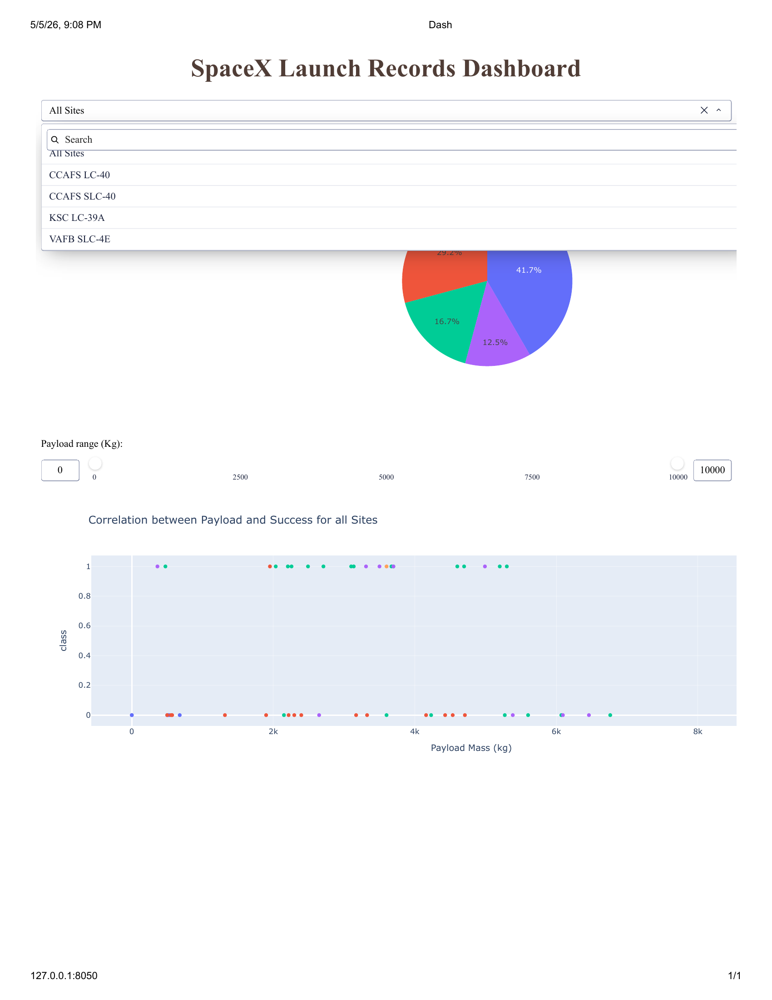 5/5/26, 9:08 PM Dash
SpaceX Launch Records Dashboard
All Sites
Search
All Sites
CCAFS LC-40
CCAFS SLC-40
KSC LC-39A
VAFB SLC-4E
29.2%
41.7%
16.7%
12.5%
Payload range (Kg):
0
0 2500 5000 7500 10000
10000
Correlation between Payload and Success for all Sites
1
0.8
0.6
0.4
0.2
0
class
0 2k 4k 6k 8k
Payload Mass (kg)
127.0.0.1:8050 1/1